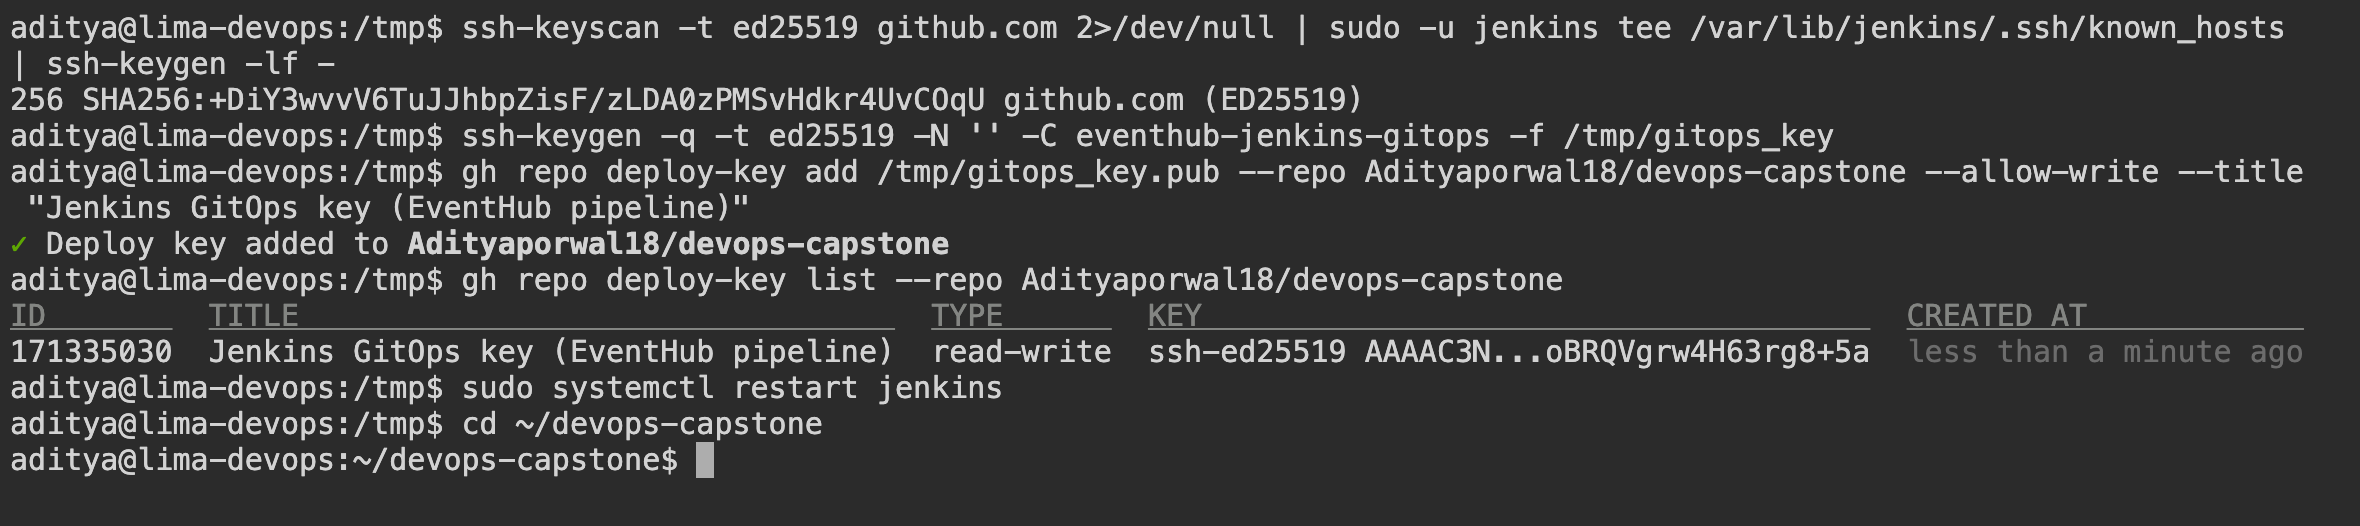 aditya@lima-devops:/tmp$ ssh-keyscan -t ed25519 github.com 2>/dev/null | sudo -u jenkins tee /var/lib/jenkins/.ssh/known_hosts
| ssh-keygen -lf -
256 SHA256:+DiY3wvvV6TuJJhbpZisF/zLDA0zPMSvHdkr4UvCOqU github.com (ED25519)
aditya@lima-devops:/tmp$ ssh-keygen -q -t ed25519 -N '' -C eventhub-jenkins-gitops -f /tmp/gitops_key
aditya@lima-devops:/tmp$ gh repo deploy-key add /tmp/gitops_key.pub --repo Adityaporwal18/devops-capstone --allow-write --title
"Jenkins GitOps key (EventHub pipeline)"
✓ Deploy key added to Adityaporwal18/devops-capstone
aditya@lima-devops:/tmp$ gh repo deploy-key list --repo Adityaporwal18/devops-capstone
ID TITLE TYPE KEY CREATED AT
171335030 Jenkins GitOps key (EventHub pipeline) read-write ssh-ed25519 AAAAC3N...oBRQVgrw4H63rg8+5a less than a minute ago
aditya@lima-devops:/tmp$ sudo systemctl restart jenkins
aditya@lima-devops:/tmp$ cd ~/devops-capstone
aditya@lima-devops:~/devops-capstone$